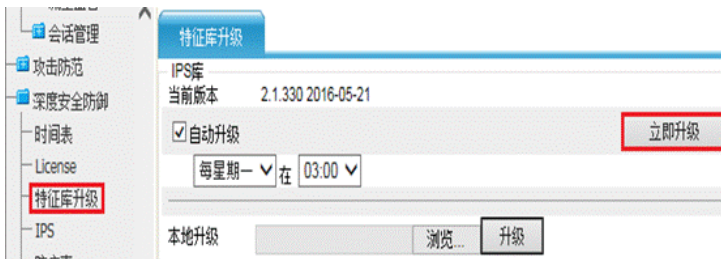 会话管理
攻击防范
深度安全防御
时间表
License
特征库升级
IPS
特征库升级
IPS库
当前版本 2.1.330 2016-05-21
自动升级 立即升级
每星期一 在 03:00
本地升级 浏览... 升级